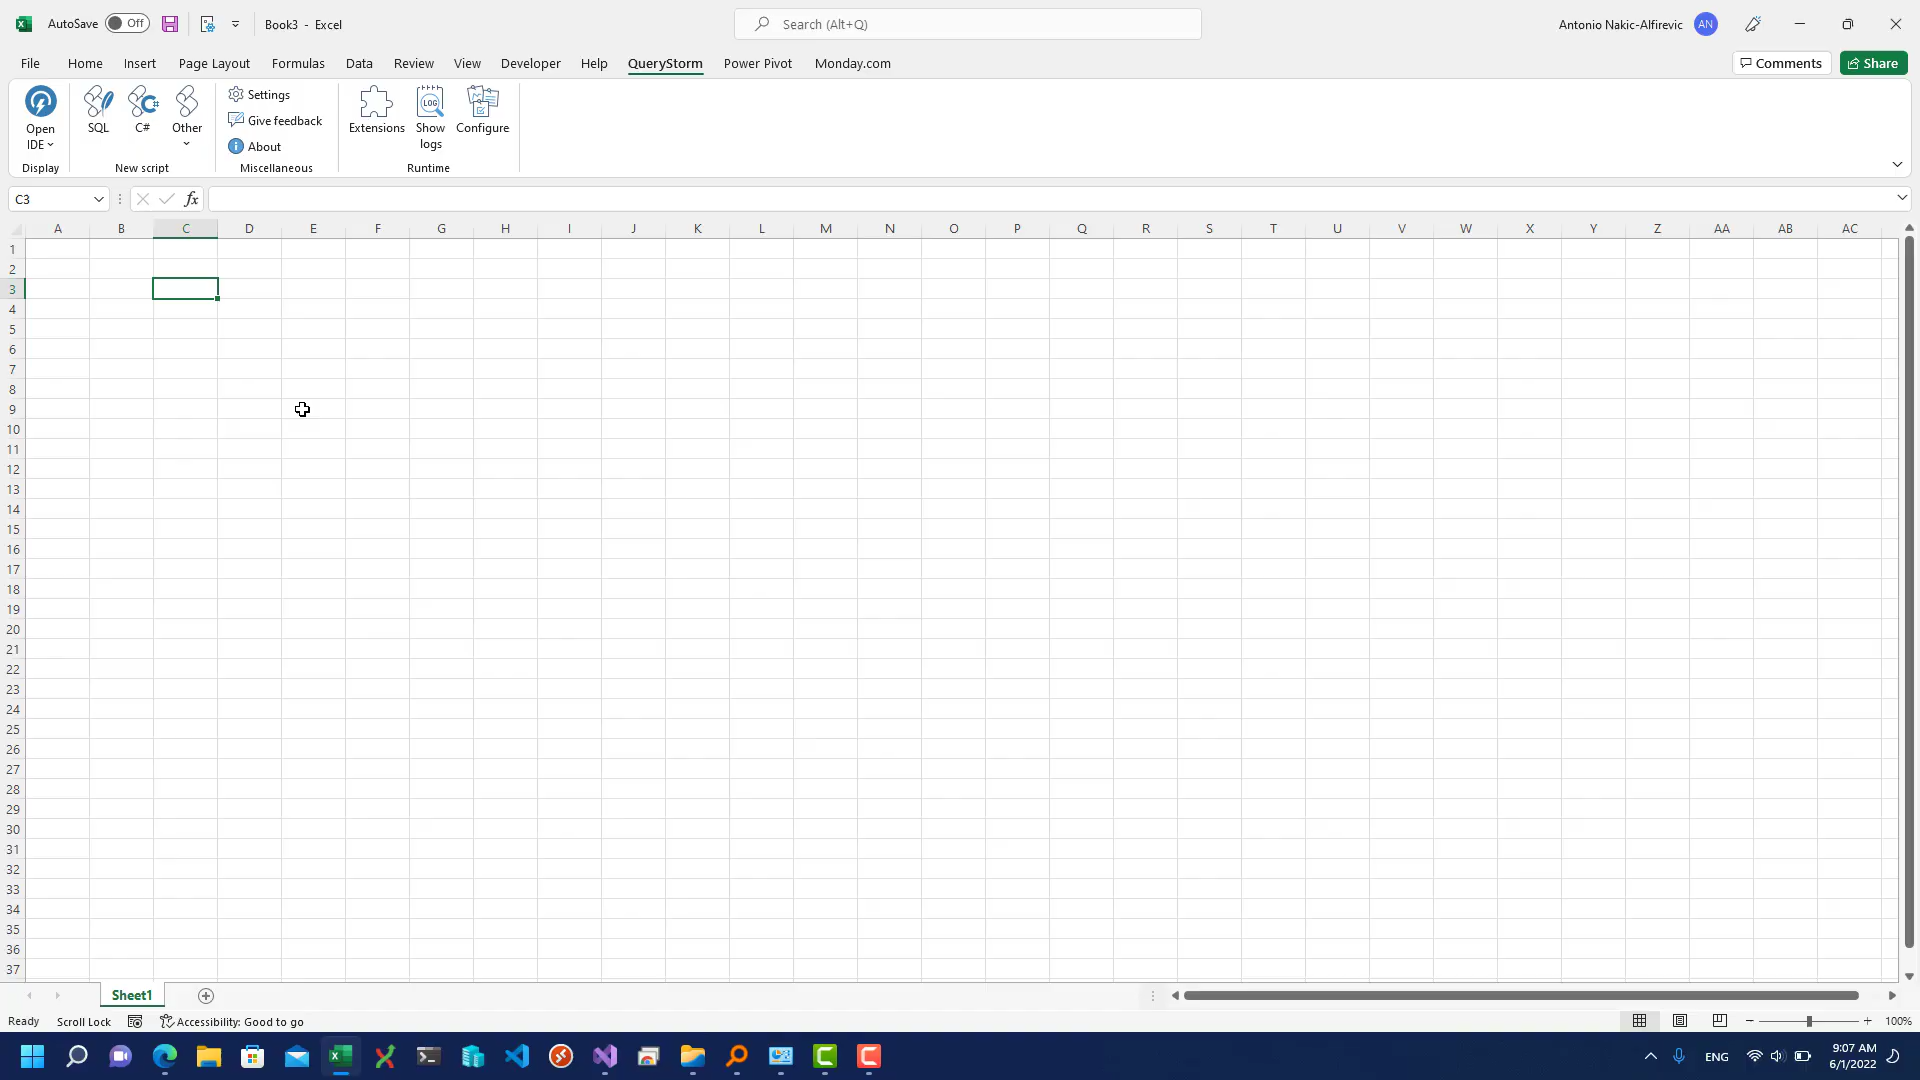 AutoSave Off Book3 - Excel Search (Alt+Q) Antonio Nakic-Alfirevic AN
File Home Insert Page Layout Formulas Data Review View Developer Help QueryStorm Power Pivot Monday.com Comments Share
Open IDE
SQL
C#
Other
Settings
Give feedback
About
Extensions
LOG
Show logs
Configure
Display New script Miscellaneous Runtime
C3 fx
A B C D E F G H I J K L M N O P Q R S T U V W X Y Z AA AB AC
1
2
3
4
5
6
7
8
9
10
11
12
13
14
15
16
17
18
19
20
21
22
23
24
25
26
27
28
29
30
31
32
33
34
35
36
37
Sheet1
Ready Scroll Lock Accessibility: Good to go 100%
ENG 9:07 AM
6/1/2022